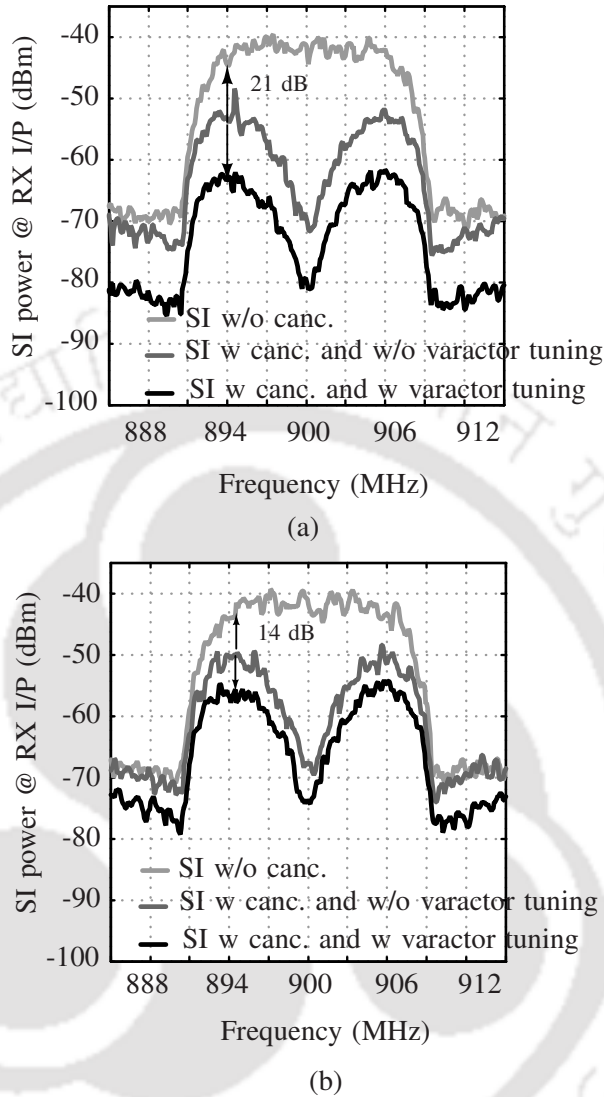 -40
-50
-60
-70
-80
-90
-100
SI power @ RX I/P (dBm)
21 dB
SI w/o canc.
SI w canc. and w/o varactor tuning
SI w canc. and w varactor tuning
888 894 900 906 912
Frequency (MHz)
(a)
-40
-50
-60
-70
-80
-90
-100
SI power @ RX I/P (dBm)
14 dB
SI w/o canc.
SI w canc. and w/o varactor tuning
SI w canc. and w varactor tuning
888 894 900 906 912
Frequency (MHz)
(b)